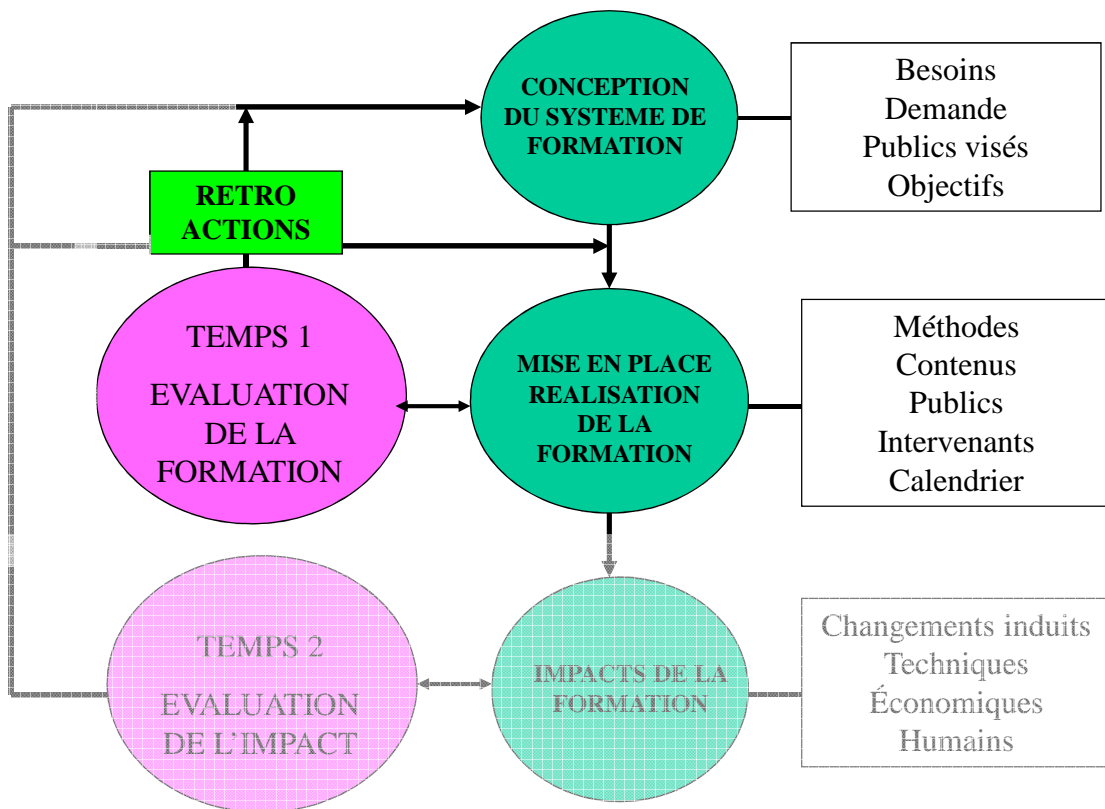 CONCEPTION
DU SYSTEME DE
FORMATION
Besoins
Demande
Publics visés
Objectifs
RETRO
ACTIONS
TEMPS 1
EVALUATION
DE LA
FORMATION
MISE EN PLACE
REALISATION
DE LA
FORMATION
Méthodes
Contenus
Publics
Intervenants
Calendrier
TEMPS 2
EVALUATION
DE L’IMPACT
IMPACTS DE LA
FORMATION
Changements induits
Techniques
Économiques
Humains